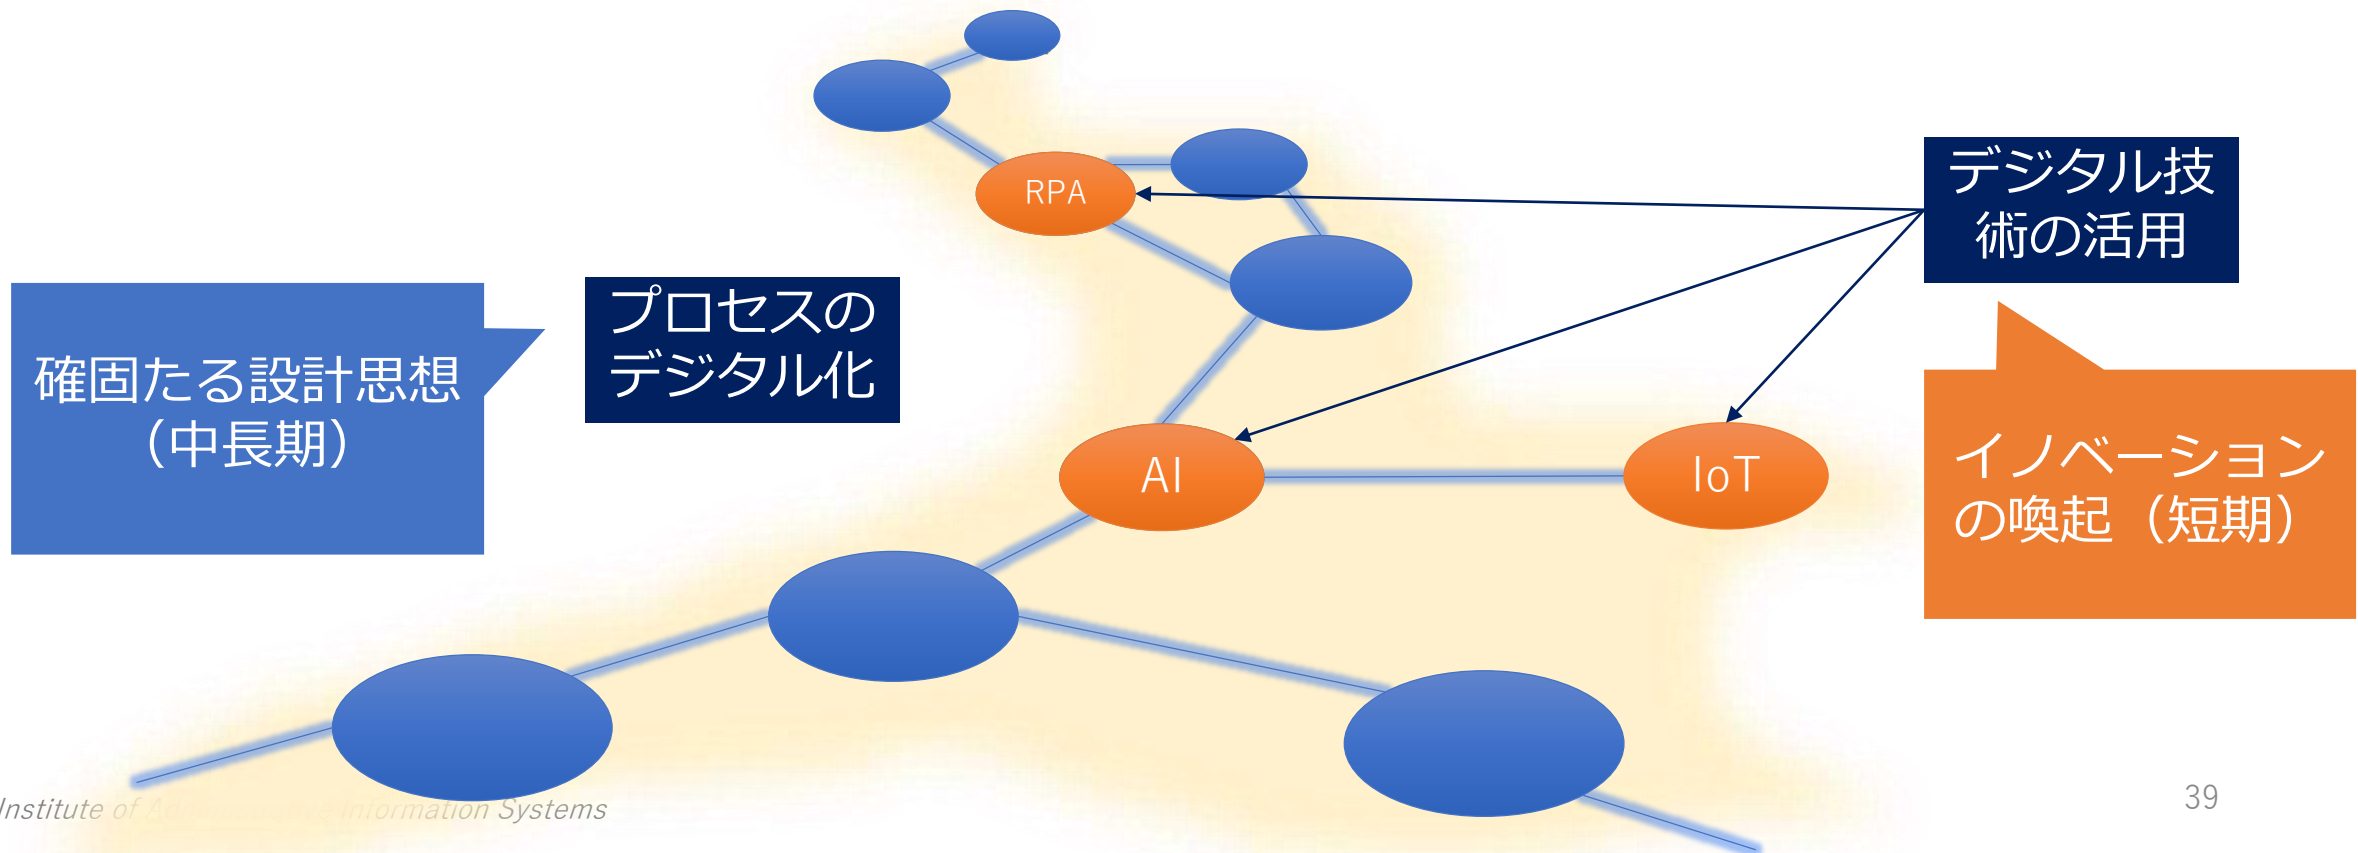 RPA
デジタル技
術の活用
プロセスの
デジタル化
確固たる設計思想
（中長期）
AI
IoT
イノベーション
の喚起（短期）
Institute of
Information Systems
39